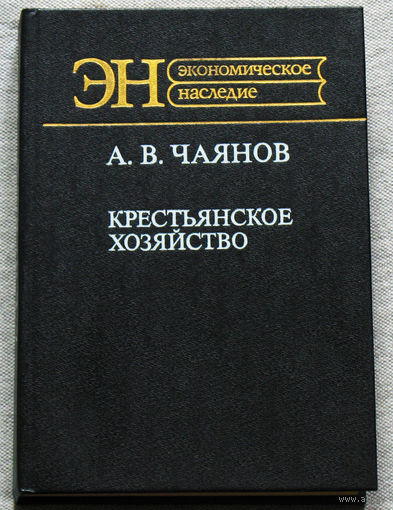 ЭН экономическое
наследие
А. В. ЧАЯНОВ
КРЕСТЬЯНСКОЕ
ХОЗЯЙСТВО